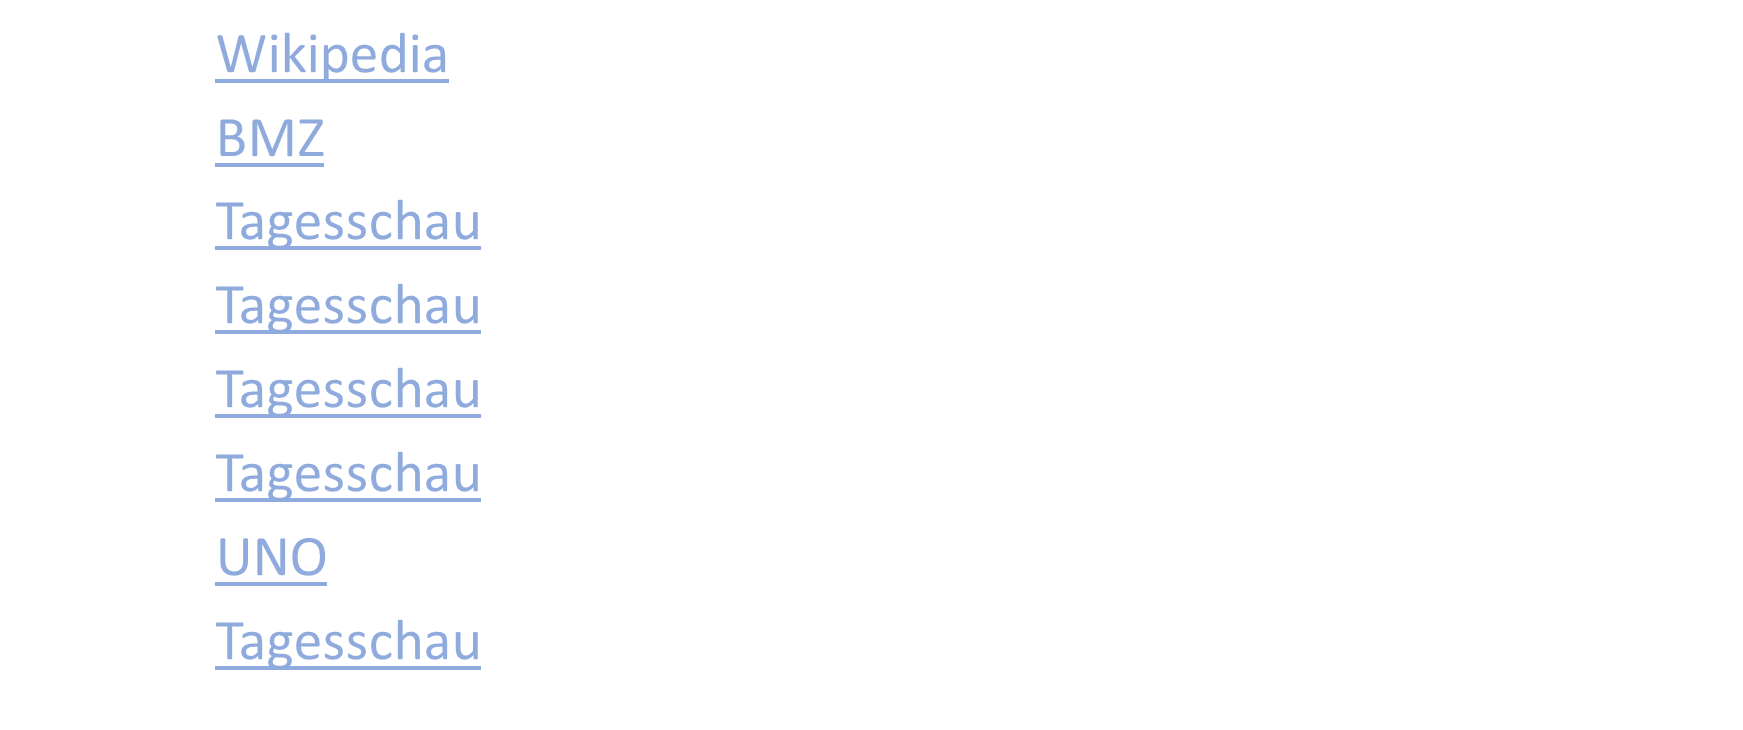 Wikipedia
BMZ
Tagesschau
Tagesschau
Tagesschau
Tagesschau
UNO
Tagesschau